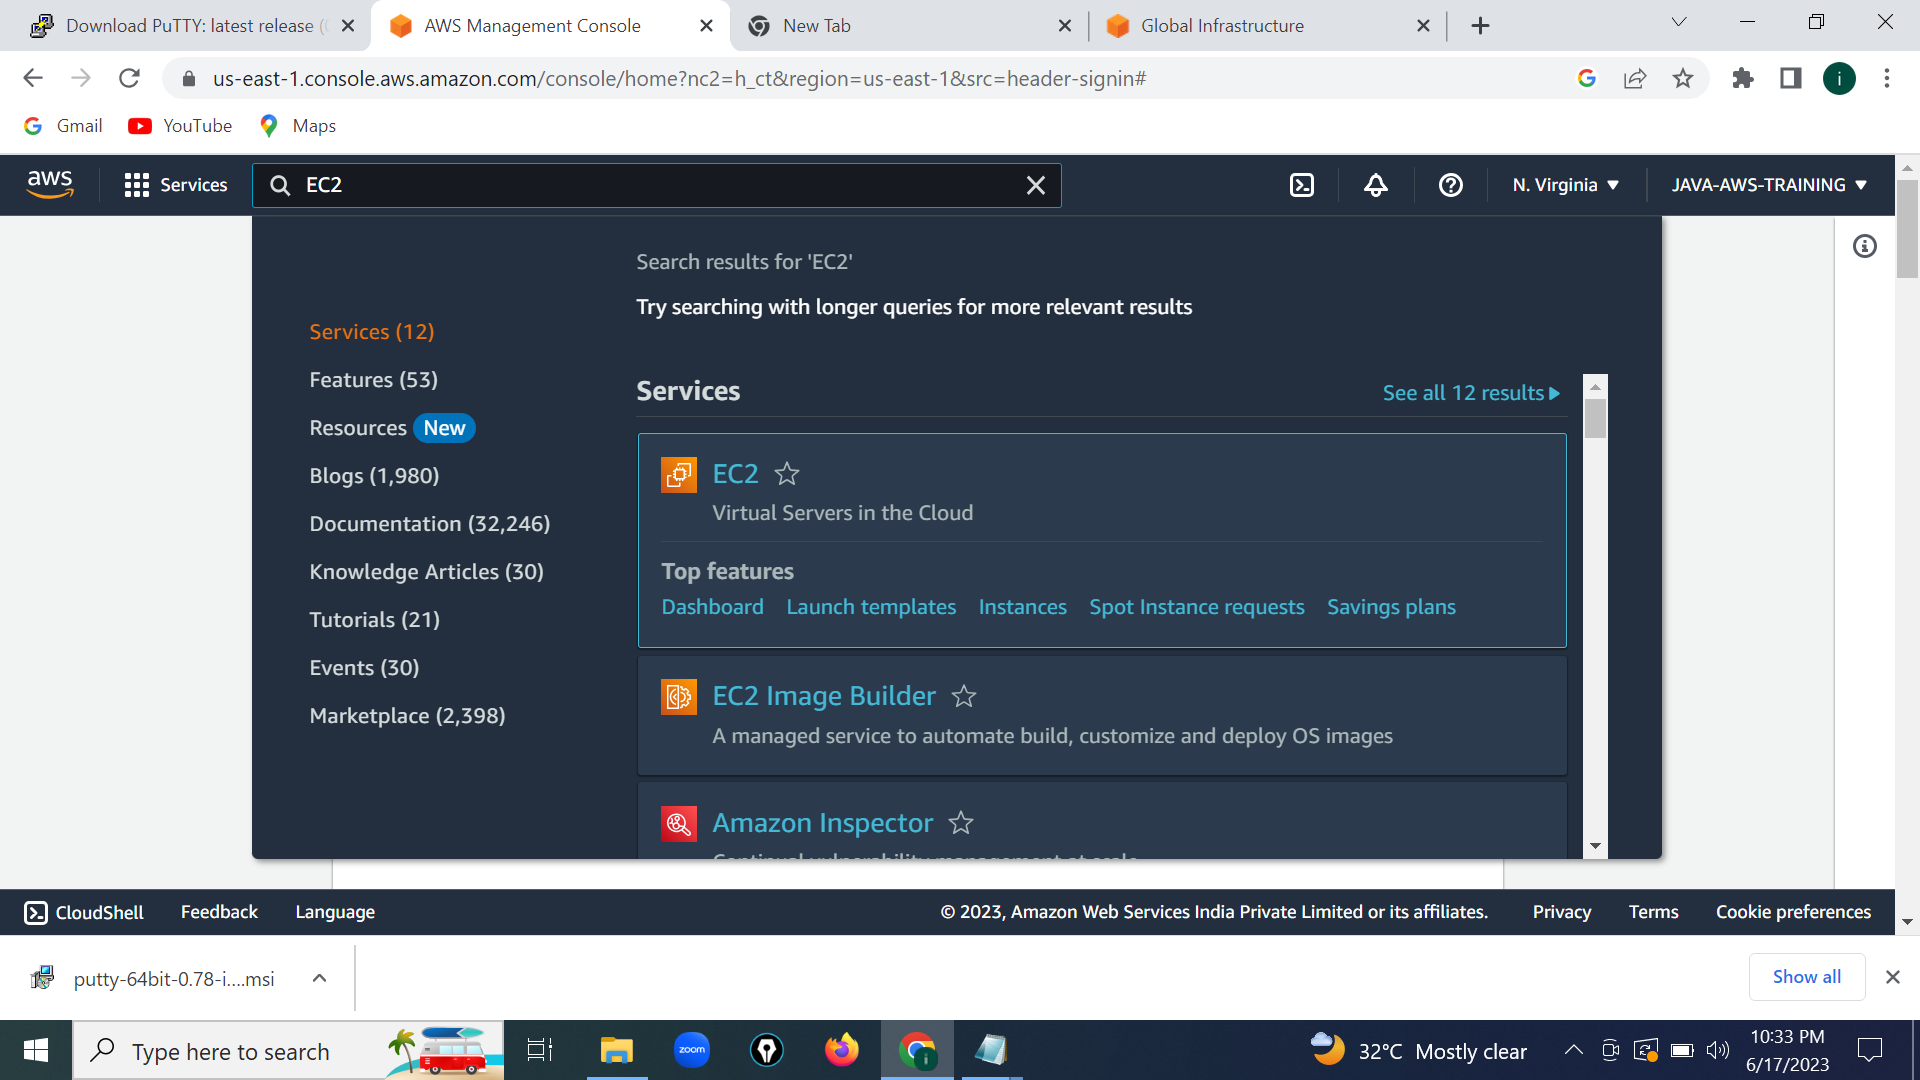 Download PuTTY: latest release (
AWS Management Console
New Tab
Global Infrastructure
us-east-1.console.aws.amazon.com/console/home?nc2=h_ct&region=us-east-1&src=header-signin#
i
Gmail
YouTube
Maps
aws
Services
EC2
N. Virginia
JAVA-AWS-TRAINING
Search results for 'EC2'
Try searching with longer queries for more relevant results
Services (12)
Features (53)
Resources New
Blogs (1,980)
Documentation (32,246)
Knowledge Articles (30)
Tutorials (21)
Events (30)
Marketplace (2,398)
Services
See all 12 results
EC2
Virtual Servers in the Cloud
Top features
Dashboard Launch templates Instances Spot Instance requests Savings plans
EC2 Image Builder
A managed service to automate build, customize and deploy OS images
Amazon Inspector
Continual vulnerability management at scale
CloudShell
Feedback
Language
© 2023, Amazon Web Services India Private Limited or its affiliates.
Privacy
Terms
Cookie preferences
putty-64bit-0.78-i....msi
Show all
Type here to search
zoom
32°C Mostly clear
10:33 PM
6/17/2023